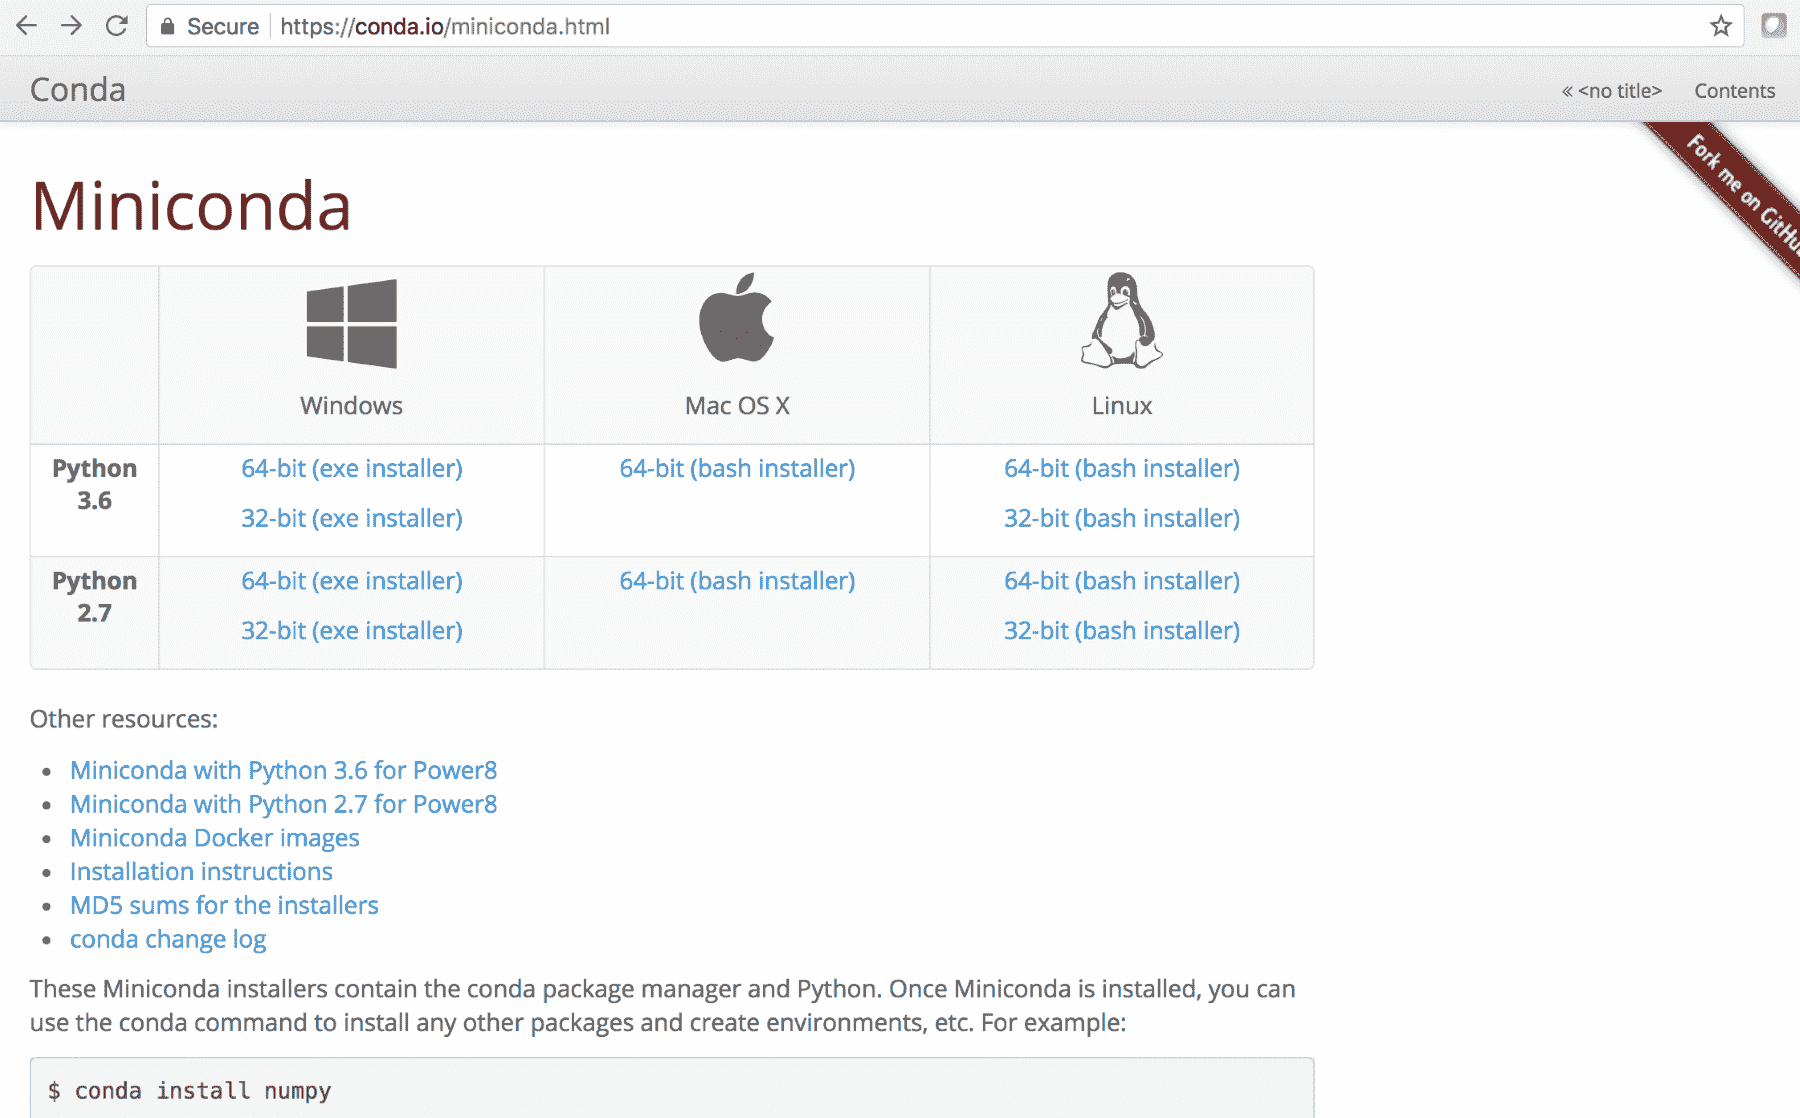 Secure https://conda.io/miniconda.html
Conda « <no title> Contents
Fork me on GitHu
Miniconda
Windows Mac OS X Linux
Python 64-bit (exe installer) 64-bit (bash installer) 64-bit (bash installer)
3.6
32-bit (exe installer) 32-bit (bash installer)
Python 64-bit (exe installer) 64-bit (bash installer) 64-bit (bash installer)
2.7
32-bit (exe installer) 32-bit (bash installer)
Other resources:
• Miniconda with Python 3.6 for Power8
• Miniconda with Python 2.7 for Power8
• Miniconda Docker images
• Installation instructions
• MD5 sums for the installers
• conda change log
These Miniconda installers contain the conda package manager and Python. Once Miniconda is installed, you can
use the conda command to install any other packages and create environments, etc. For example:
$ conda install numpy